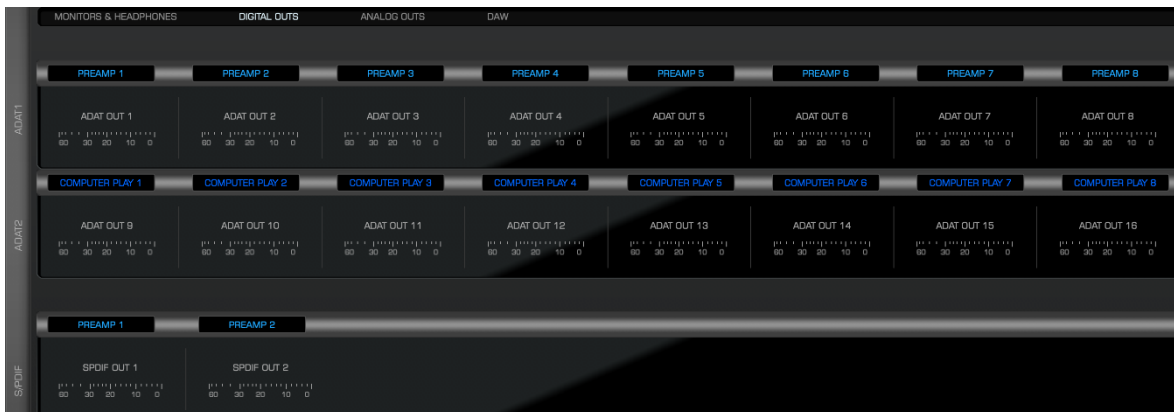 MONITORS & HEADPHONES DIGITAL OUTS ANALOG OUTS DAW
PREAMP 1 PREAMP 2 PREAMP 3 PREAMP 4 PREAMP 5 PREAMP 6 PREAMP 7 PREAMP 8
ADAT1
ADAT OUT 1 ADAT OUT 2 ADAT OUT 3 ADAT OUT 4 ADAT OUT 5 ADAT OUT 6 ADAT OUT 7 ADAT OUT 8
60 30 20 10 0 60 30 20 10 0 60 30 20 10 0 60 30 20 10 0 60 30 20 10 0 60 30 20 10 0 60 30 20 10 0 60 30 20 10 0
COMPUTER PLAY 1 COMPUTER PLAY 2 COMPUTER PLAY 3 COMPUTER PLAY 4 COMPUTER PLAY 5 COMPUTER PLAY 6 COMPUTER PLAY 7 COMPUTER PLAY 8
ADAT2
ADAT OUT 9 ADAT OUT 10 ADAT OUT 11 ADAT OUT 12 ADAT OUT 13 ADAT OUT 14 ADAT OUT 15 ADAT OUT 16
60 30 20 10 0 60 30 20 10 0 60 30 20 10 0 60 30 20 10 0 60 30 20 10 0 60 30 20 10 0 60 30 20 10 0 60 30 20 10 0
PREAMP 1 PREAMP 2
S/PDIF
SPDIF OUT 1 SPDIF OUT 2
60 30 20 10 0 60 30 20 10 0